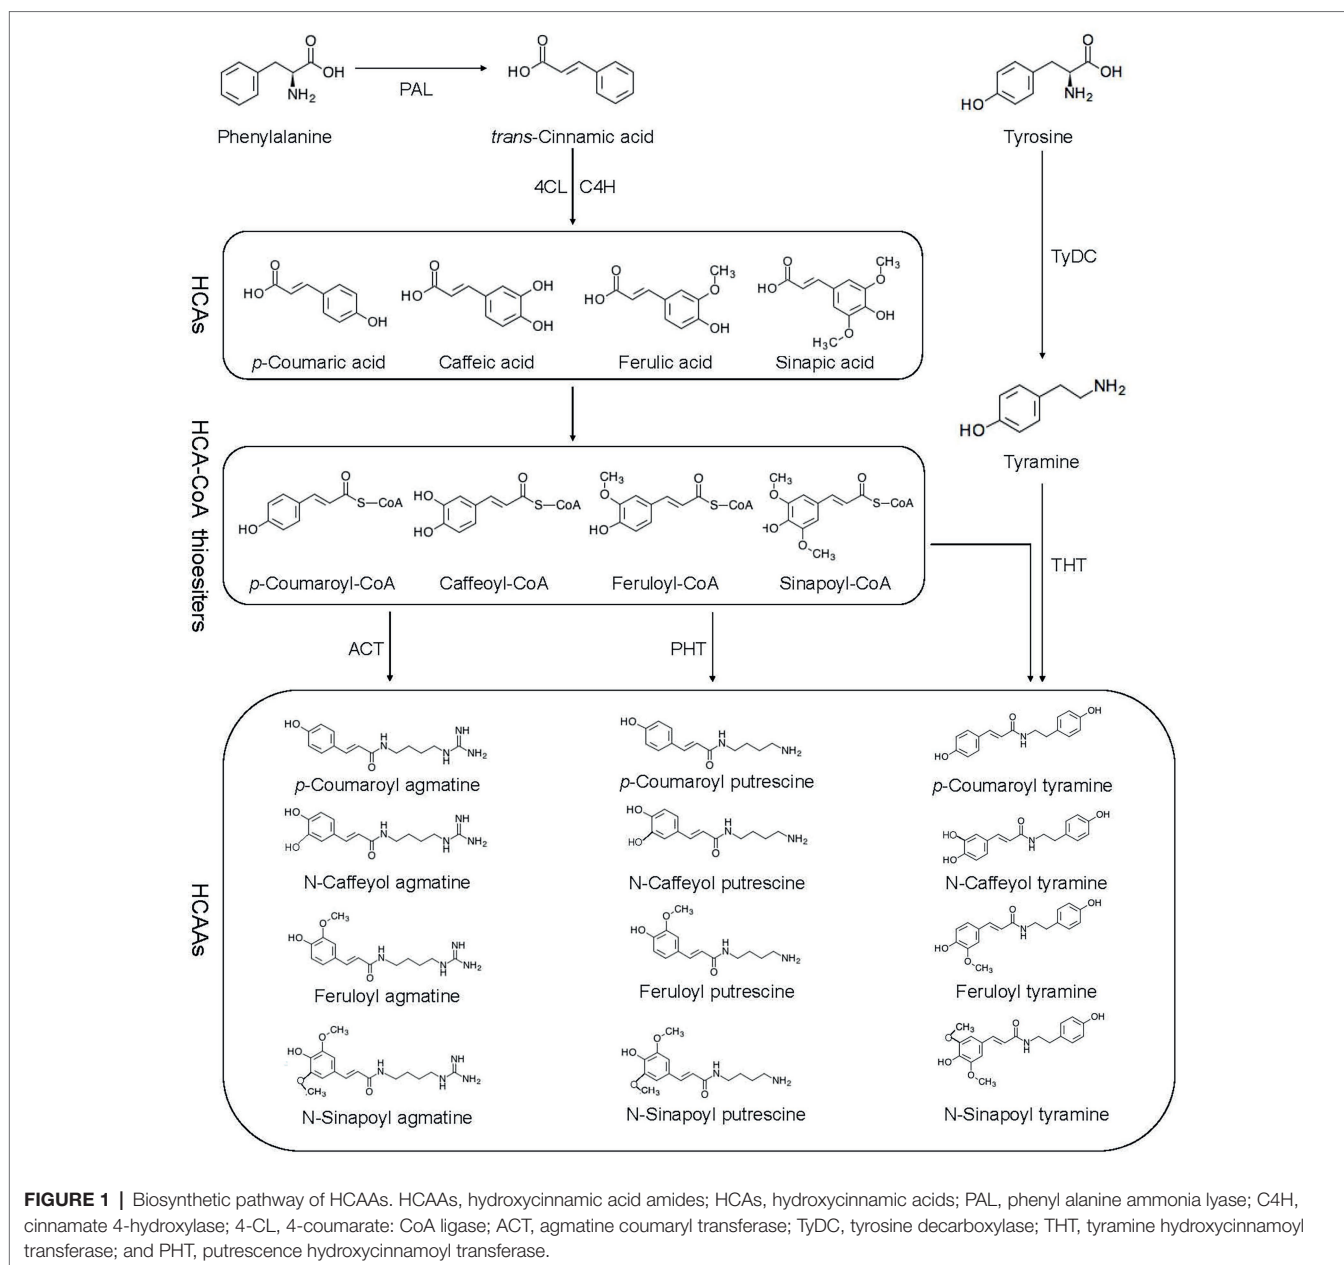 Phenylalanine
PAL
trans-Cinnamic acid
Tyrosine
4CL C4H
TyDC
HCAs
p-Coumaric acid
Caffeic acid
Ferulic acid
Sinapic acid
Tyramine
HCA-CoA thioesiters
p-Coumaroyl-CoA
Caffeoyl-CoA
Feruloyl-CoA
Sinapoyl-CoA
THT
ACT
PHT
HCAAs
p-Coumaroyl agmatine
p-Coumaroyl putrescine
p-Coumaroyl tyramine
N-Caffeyol agmatine
N-Caffeyol putrescine
N-Caffeyol tyramine
Feruloyl agmatine
Feruloyl putrescine
Feruloyl tyramine
N-Sinapoyl agmatine
N-Sinapoyl putrescine
N-Sinapoyl tyramine
FIGURE 1 | Biosynthetic pathway of HCAAs. HCAAs, hydroxycinnamic acid amides; HCAs, hydroxycinnamic acids; PAL, phenyl alanine ammonia lyase; C4H,
cinnamate 4-hydroxylase; 4-CL, 4-coumarate: CoA ligase; ACT, agmatine coumaryl transferase; TyDC, tyrosine decarboxylase; THT, tyramine hydroxycinnamoyl
transferase; and PHT, putrescence hydroxycinnamoyl transferase.